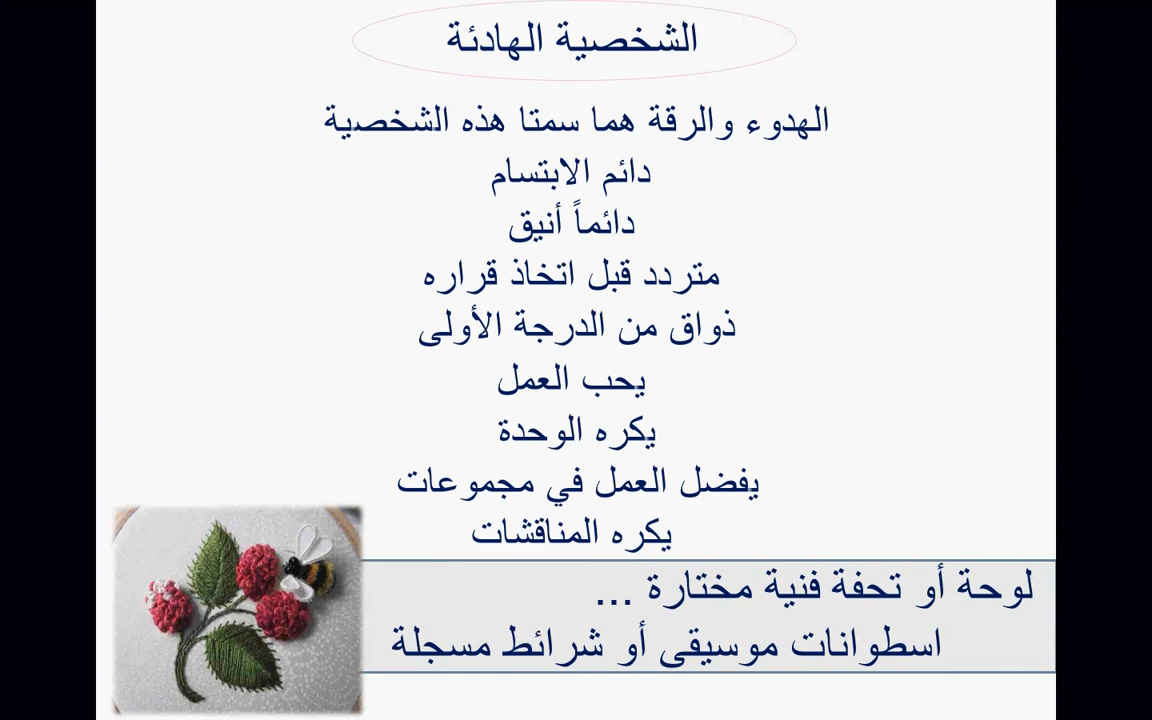 الشخصية الهادئة
الهدوء والرقة هما سمتا هذه الشخصية
دائم الابتسام
دائماً أنيق
متردد قبل اتخاذ قراره
ذواق من الدرجة الأولى
يحب العمل
يكره الوحدة
يفضل العمل في مجموعات
يكره المناقشات
لوحة أو تحفة فنية مختارة ...
اسطوانات موسيقى أو شرائط مسجلة